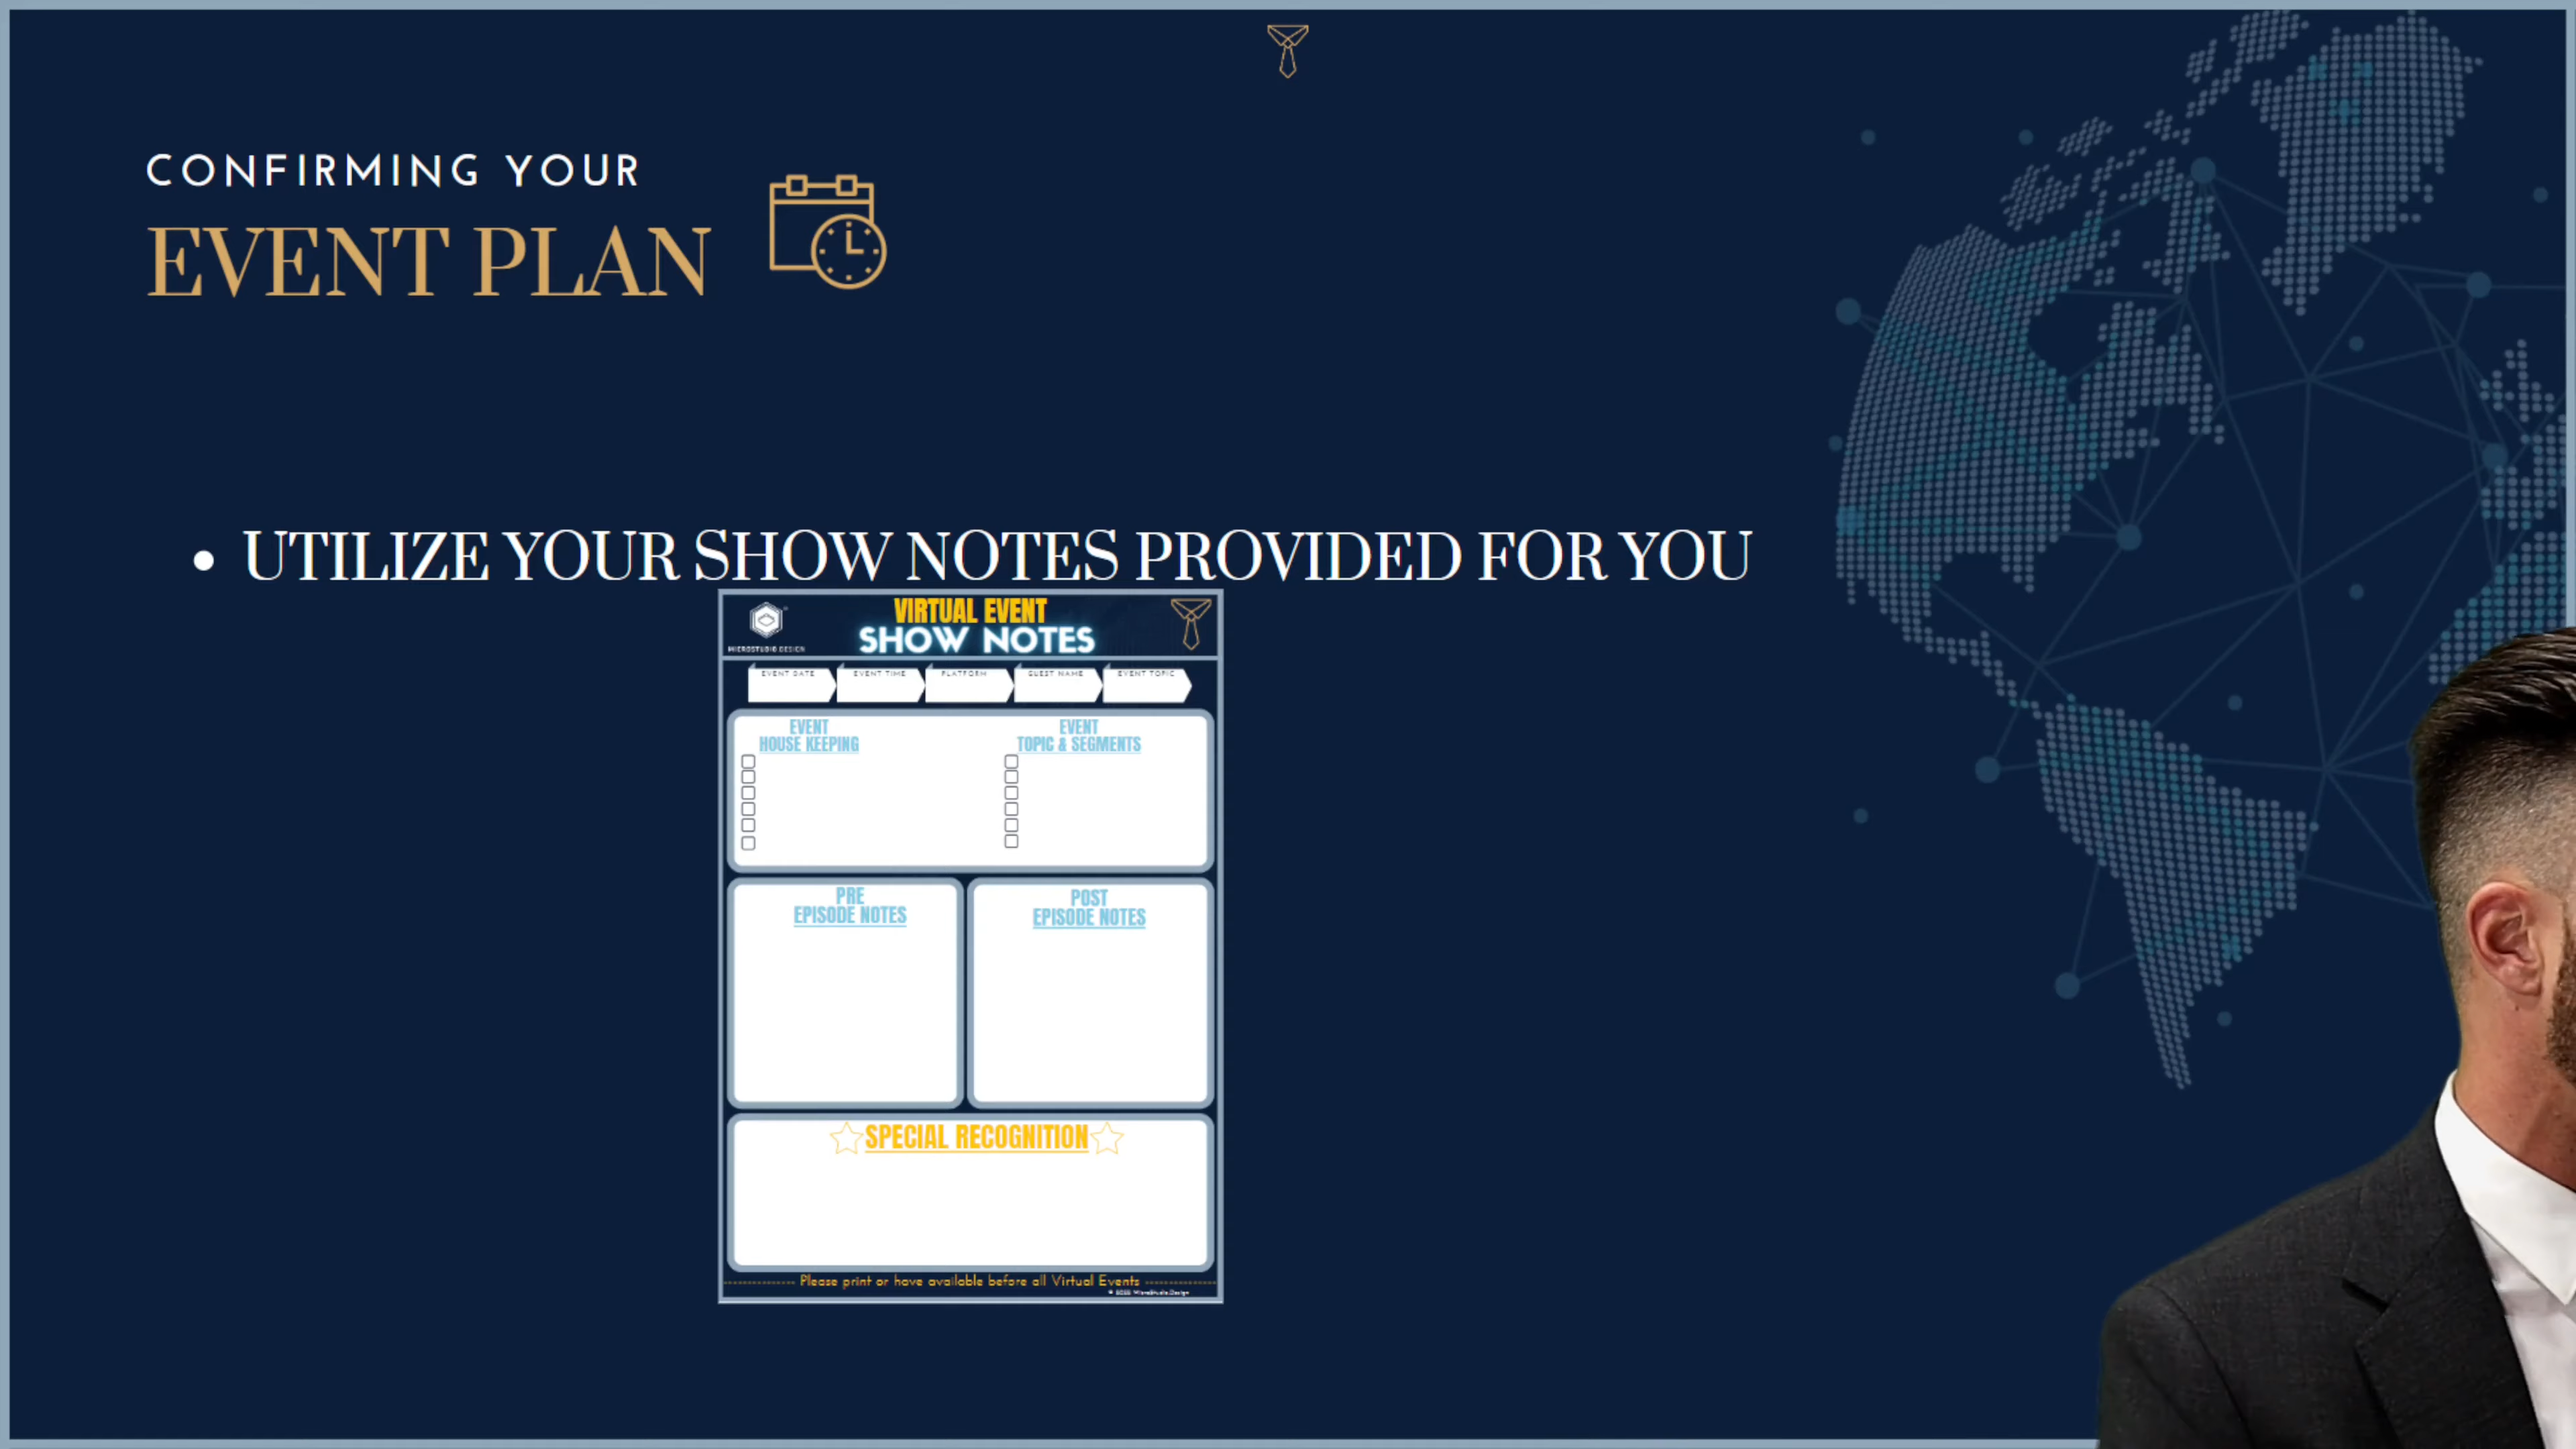 CONFIRMING YOUR
EVENT PLAN
• UTILIZE YOUR SHOW NOTES PROVIDED FOR YOU
VIRTUAL EVENT
SHOW NOTES
MICROSTUDIO.DESIGN
EVENT DATE
EVENT TIME
PLATFORM
GUEST NAME
EVENT TOPIC
EVENT
HOUSE KEEPING
EVENT
TOPIC & SEGMENTS
PRE
EPISODE NOTES
POST
EPISODE NOTES
SPECIAL RECOGNITION
Please print or have available before all Virtual Events